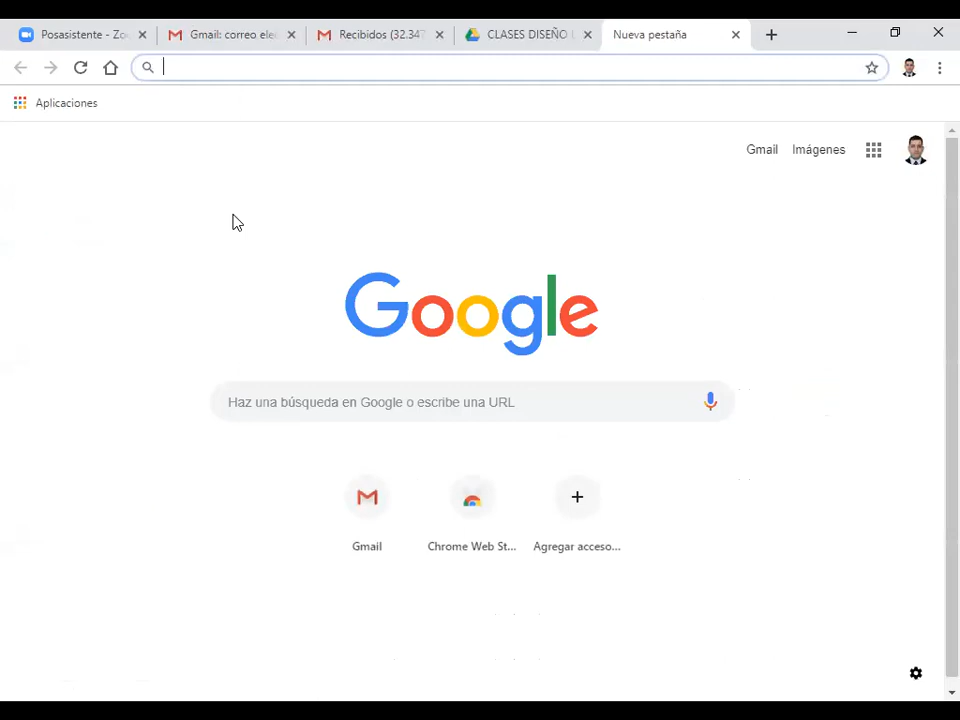 Posasistente - Zo
Gmail: correo ele
Recibidos (32.347
CLASES DISEÑO
Nueva pestaña
Aplicaciones
Gmail
Imágenes
Google
Haz una búsqueda en Google o escribe una URL
Gmail
Chrome Web St...
Agregar acceso...